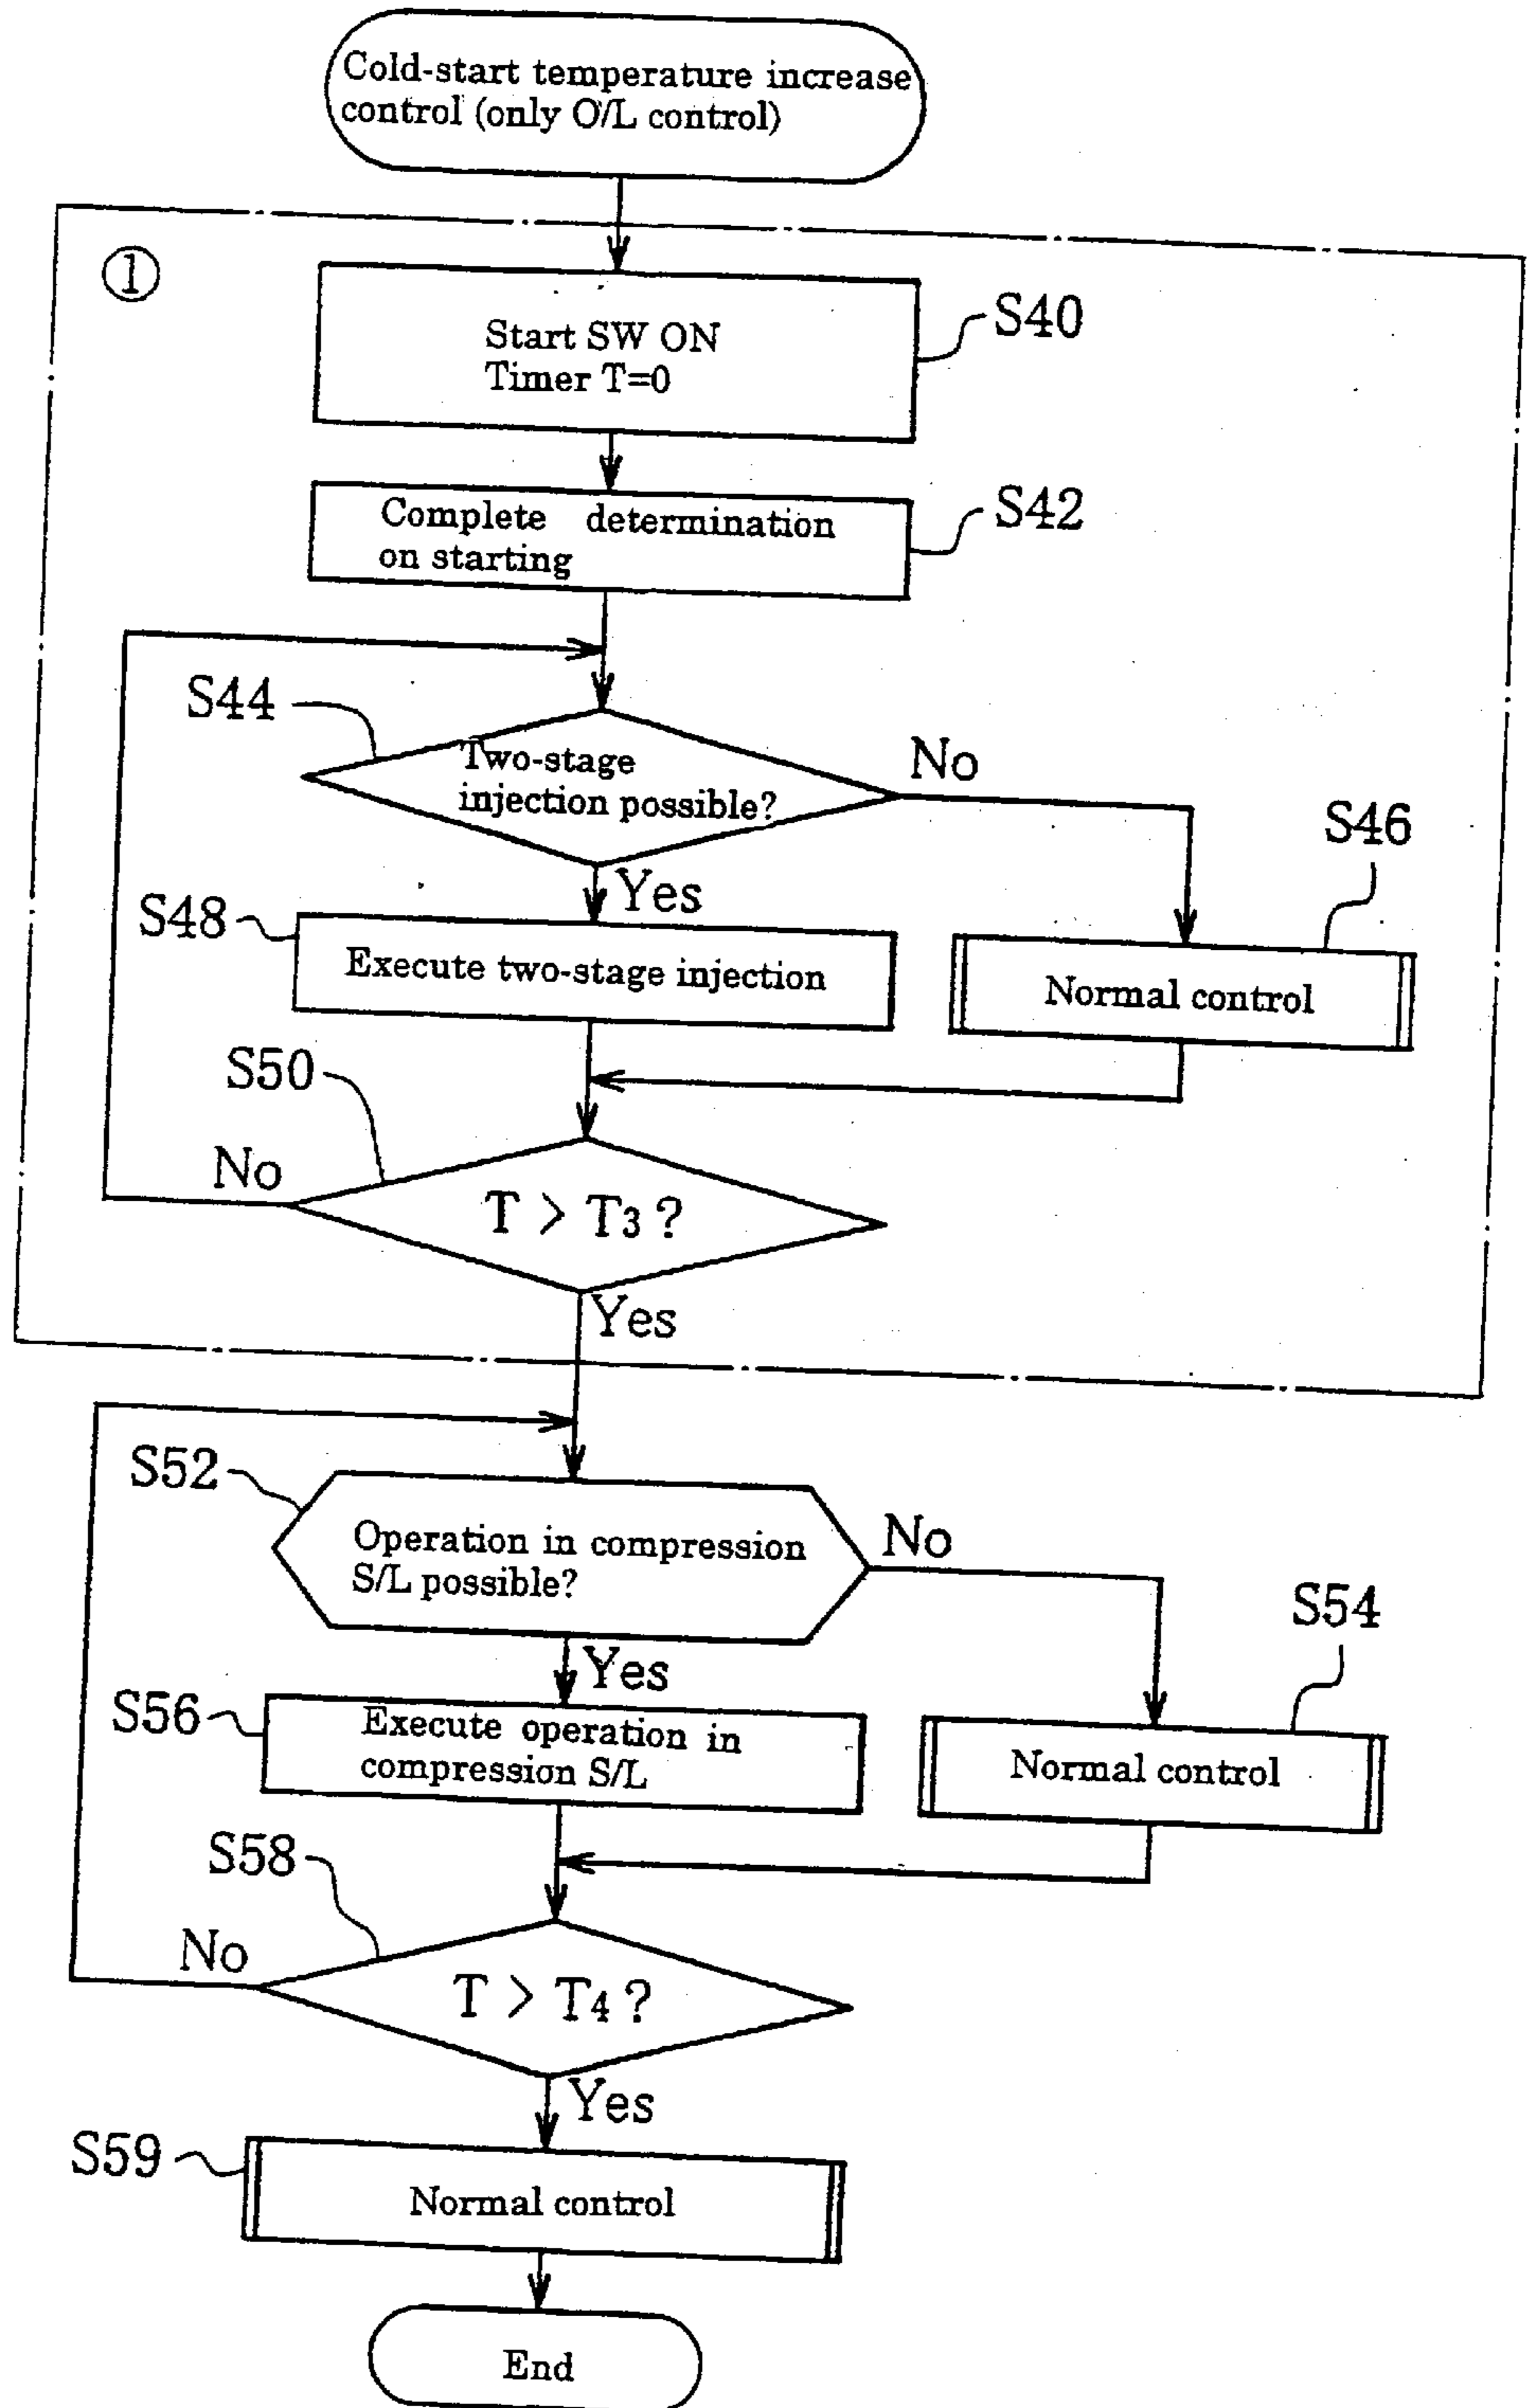 Cold-start temperature increase
control (only O/L control)
①
Start SW ON
Timer T=0
S40
Complete determination
on starting
S42
S44
Two-stage
injection possible?
No
S46
Yes
S48
Execute two-stage injection
Normal control
S50
No
T > T3 ?
Yes
S52
Operation in compression
S/L possible?
No
S54
Yes
S56
Execute operation in
compression S/L
Normal control
S58
No
T > T4 ?
Yes
S59
Normal control
End